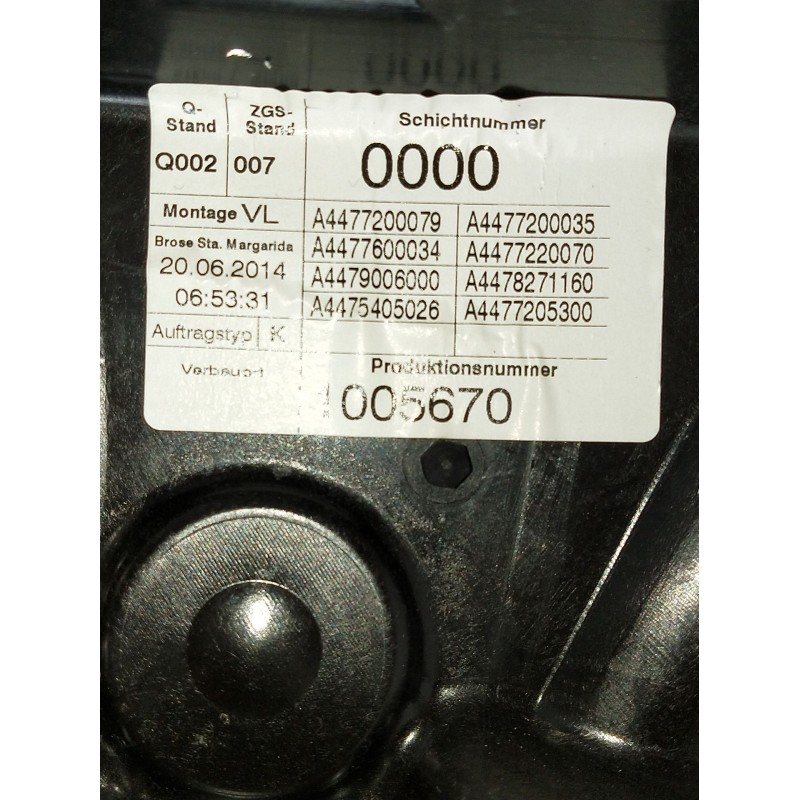 Q-Stand
ZGS-Stand
Schichtnummer
Q002
007
0000
Montage VL
A4477200079
A4477200035
Brose Sta. Margarida
A4477600034
A4477220070
20.06.2014
A4479006000
A4478271160
06:53:31
A4475405026
A4477205300
Auftragstyp K
Verbauort
Produktionsnummer
005670